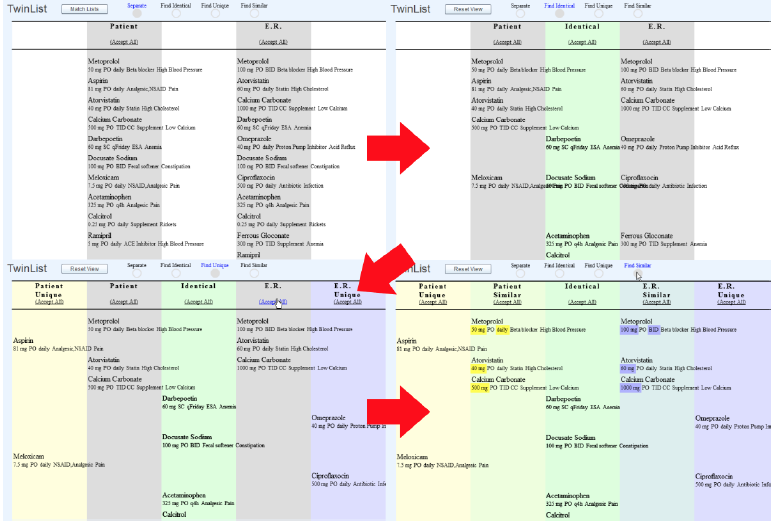 TwinList Match Lists Separate Find Identical Find Unique Find Similar
Patient E.R.
(Accept All) (Accept All)
Metoprolol Metoprolol
50 mg PO daily Beta blocker High Blood Pressure 100 mg PO BID Beta blocker High Blood Pressure
Aspirin Atorvistatin
81 mg PO daily Analgesic,NSAID Pain 60 mg PO daily Statin High Cholesterol
Atorvistatin Calcium Carbonate
40 mg PO daily Statin High Cholesterol 1000 mg PO TID CC Supplement Low Calcium
Calcium Carbonate Darbepoetin
500 mg PO TID CC Supplement Low Calcium 60 mg SC qFriday ESA Anemia
Darbepoetin Omeprazole
60 mg SC qFriday ESA Anemia 40 mg PO daily Proton Pump Inhibitor Acid Reflux
Docusate Sodium Docusate Sodium
100 mg PO BID Fecal softener Constipation 100 mg PO BID Fecal softener Constipation
Meloxicam Ciproflaxocin
7.5 mg PO daily NSAID,Analgesic Pain 500 mg PO daily Antibiotic Infection
Acetaminophen Acetaminophen
325 mg PO q4h Analgesic Pain 325 mg PO q4h Analgesic Pain
Calcitrol Calcitrol
0.25 mg PO daily Supplement Rickets 0.25 mg PO daily Supplement Rickets
Ramipril Ferrous Gloconate
5 mg PO daily ACE Inhibitor High Blood Pressure 300 mg PO TID Supplement Anemia
Ramipril
TwinList Reset View Separate Find Identical Find Unique Find Similar
Patient Identical E.R.
(Accept All) (Accept All) (Accept All)
Metoprolol Metoprolol
50 mg PO daily Beta blocker High Blood Pressure 100 mg PO BID Beta blocker High Blood Pressure
Aspirin Atorvistatin
81 mg PO daily Analgesic,NSAID Pain 60 mg PO daily Statin High Cholesterol
Atorvistatin Calcium Carbonate
40 mg PO daily Statin High Cholesterol 1000 mg PO TID CC Supplement Low Calcium
Calcium Carbonate
500 mg PO TID CC Supplement Low Calcium
Darbepoetin Omeprazole
60 mg SC qFriday ESA Anemia 40 mg PO daily Proton Pump Inhibitor Acid Reflux
Meloxicam Docusate Sodium Ciproflaxocin
7.5 mg PO daily NSAID,Analgesic PO BID Fecal softener daily Antibiotic Infection
Acetaminophen Ferrous Gloconate
325 mg PO q4h Analgesic Pain 300 mg PO TID Supplement Anemia
Calcitrol
TwinList Reset View Separate Find Identical Find Unique Find Similar
Patient Unique Patient Identical E.R. E.R. Unique
(Accept All) (Accept All) (Accept All) (Accept All) (Accept All)
Metoprolol Metoprolol
50 mg PO daily Beta blocker High Blood Pressure 100 mg PO BID Beta blocker High Blood Pressure
Aspirin Atorvistatin
81 mg PO daily Analgesic,NSAID Pain 60 mg PO daily Statin High Cholesterol
Atorvistatin Calcium Carbonate
40 mg PO daily Statin High Cholesterol 1000 mg PO TID CC Supplement Low Calcium
Calcium Carbonate
500 mg PO TID CC Supplement Low Calcium
Darbepoetin
60 mg SC qFriday ESA Anemia
Omeprazole
40 mg PO daily Proton Pump In
Docusate Sodium
100 mg PO BID Fecal softener Constipation
Meloxicam
7.5 mg PO daily NSAID,Analgesic Pain
Ciproflaxocin
500 mg PO daily Antibiotic Infe
Acetaminophen
325 mg PO q4h Analgesic Pain
Calcitrol
inList Reset View Separate Find Identical Find Unique Find Similar
Patient Unique Patient Similar Identical E.R. Similar E.R. Unique
(Accept All) (Accept All) (Accept All) (Accept All) (Accept All)
Metoprolol Metoprolol
50 mg PO daily Beta blocker High Blood Pressure 100 mg PO BID Beta blocker High Blood Pressure
Aspirin
81 mg PO daily Analgesic,NSAID Pain
Atorvistatin Atorvistatin
40 mg PO daily Statin High Cholesterol 60 mg PO daily Statin High Cholesterol
Calcium Carbonate Calcium Carbonate
500 mg PO TID CC Supplement Low Calcium 1000 mg PO TID CC Supplement Low Calcium
Darbepoetin
60 mg SC qFriday ESA Anemia
Omeprazole
40 mg PO daily Proton Pump In
Docusate Sodium
100 mg PO BID Fecal softener Constipation
Meloxicam
7.5 mg PO daily NSAID,Analgesic Pain
Ciproflaxocin
500 mg PO daily Antibiotic Infe
Acetaminophen
325 mg PO q4h Analgesic Pain
Calcitrol